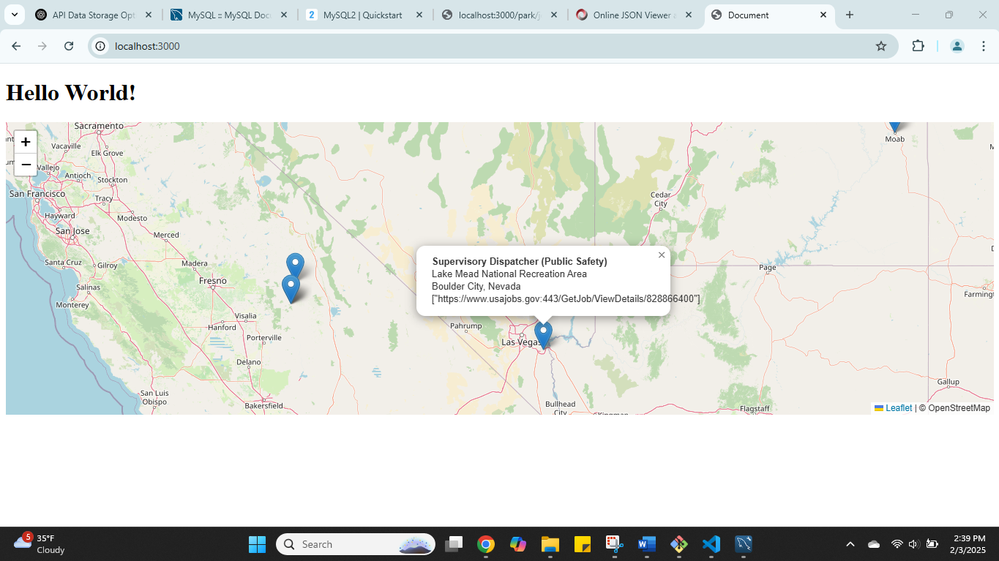 API Data Storage Opt
MySQL :: MySQL Doc
MySQL2 | Quickstart
localhost:3000/park/j
Online JSON Viewer a
Document
localhost:3000
Hello World!
+
−
Sacramento
Vacaville
Elk Grove
Vallejo
Antioch
Stockton
San Francisco
Tracy
Hayward
Modesto
San Jose
Merced
Santa Cruz
Gilroy
Madera
Fresno
Salinas
Monterey
Hanford
Visalia
Porterville
Delano
San Luis
Obispo
Bakersfield
Cedar
City
Moab
Page
Farming
Pahrump
Las Vegas
Bullhead
City
Kingman
Flagstaff
Gallup
Supervisory Dispatcher (Public Safety)
Lake Mead National Recreation Area
Boulder City, Nevada
["https://www.usajobs.gov:443/GetJob/ViewDetails/828866400"]
Leaflet | © OpenStreetMap
5
35°F
Cloudy
Search
2:39 PM
2/3/2025